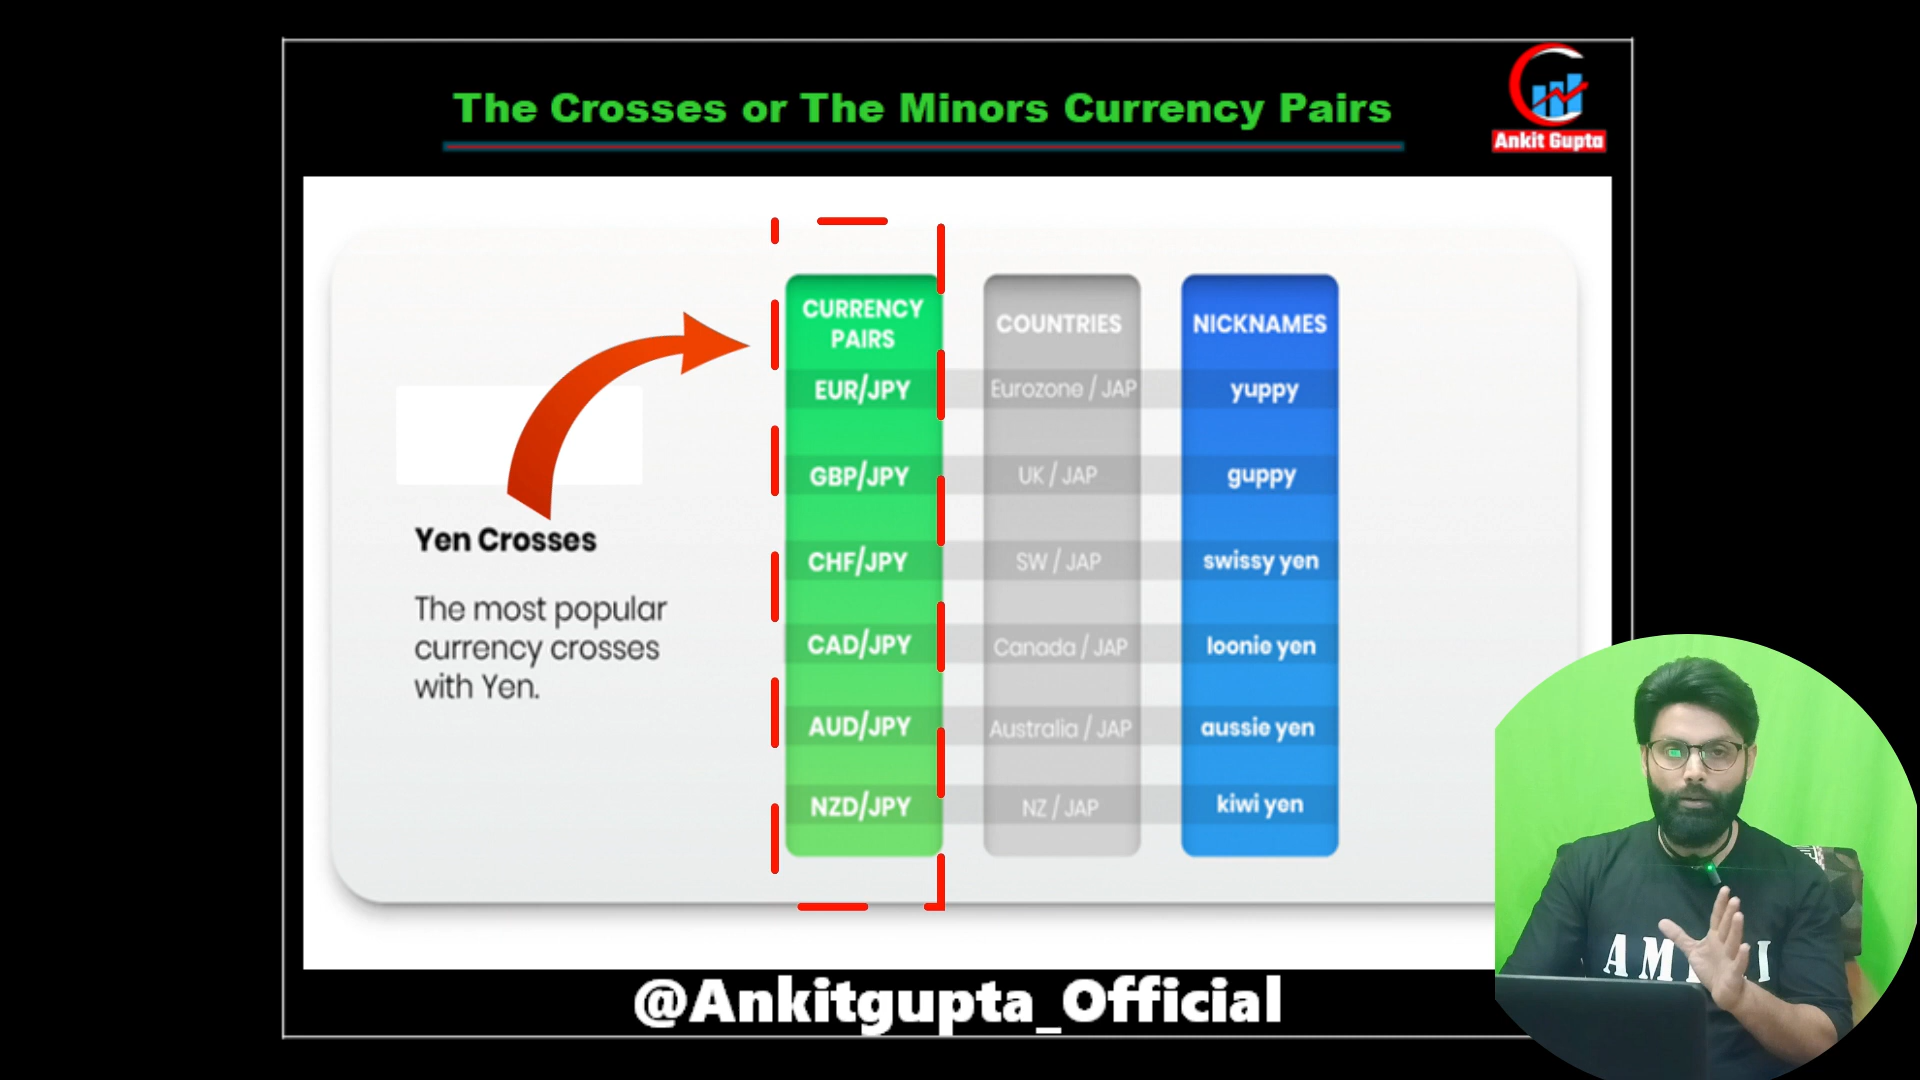 The Crosses or The Minors Currency Pairs
Ankit Gupta
CURRENCY
PAIRS
COUNTRIES
NICKNAMES
EUR/JPY
Eurozone / JAP
yuppy
GBP/JPY
UK / JAP
guppy
CHF/JPY
SW / JAP
swissy yen
CAD/JPY
Canada / JAP
loonie yen
AUD/JPY
Australia / JAP
aussie yen
NZD/JPY
NZ / JAP
kiwi yen
Yen Crosses
The most popular
currency crosses
with Yen.
@Ankitgupta_Official